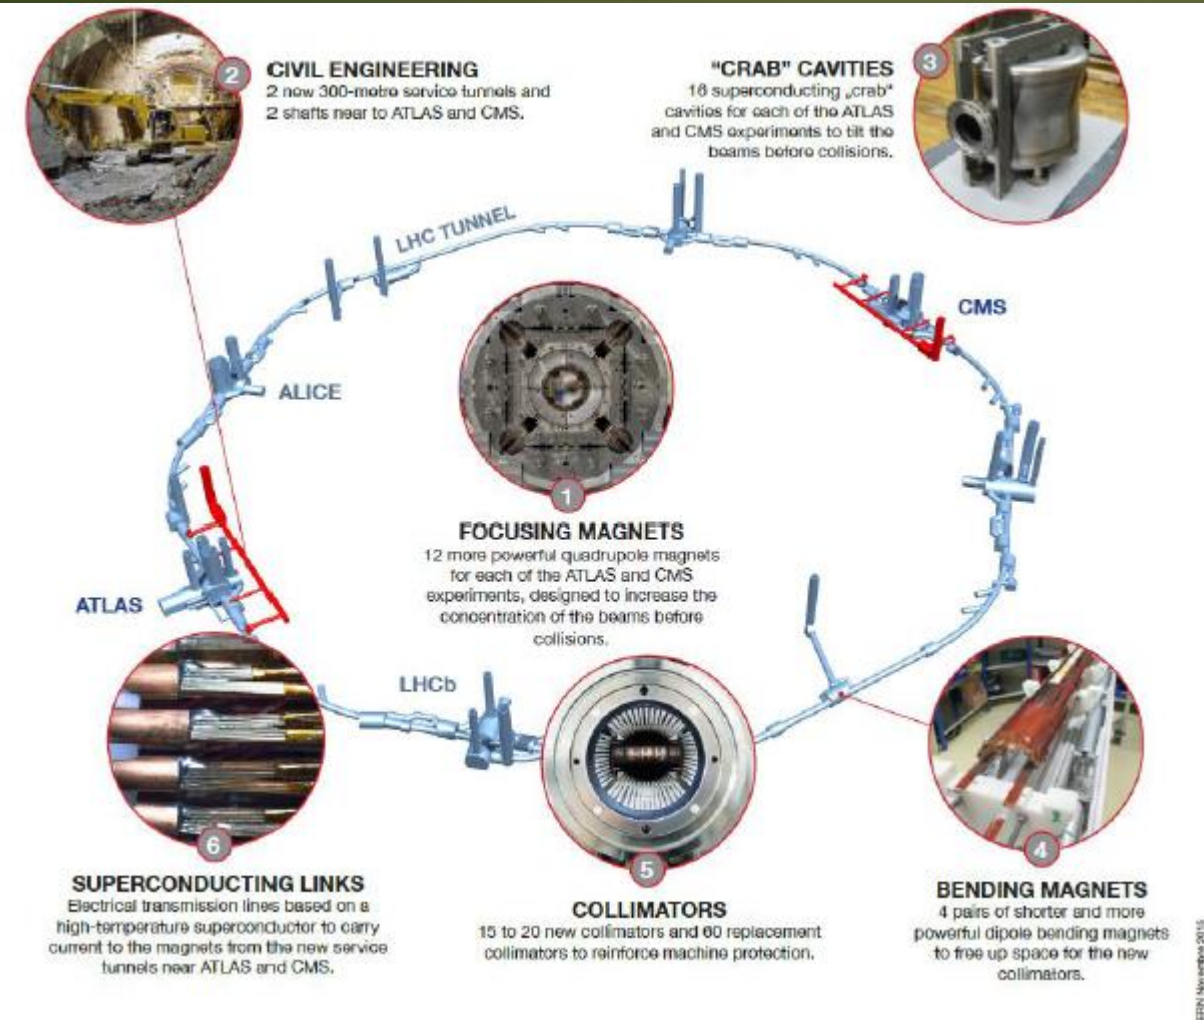 2
CIVIL ENGINEERING
2 new 300-metre service tunnels and
2 shafts near to ATLAS and CMS.
"CRAB" CAVITIES
16 superconducting „crab"
cavities for each of the ATLAS
and CMS experiments to tilt the
beams before collisions.
3
LHC TUNNEL
CMS
ALICE
1
FOCUSING MAGNETS
12 more powerful quadrupole magnets
for each of the ATLAS and CMS
experiments, designed to increase the
concentration of the beams before
collisions.
ATLAS
LHCb
6
SUPERCONDUCTING LINKS
Electrical transmission lines based on a
high-temperature superconductor to carry
current to the magnets from the new service
tunnels near ATLAS and CMS.
5
COLLIMATORS
15 to 20 new collimators and 60 replacement
collimators to reinforce machine protection.
4
BENDING MAGNETS
4 pairs of shorter and more
powerful dipole bending magnets
to free up space for the new
collimators.
November 2015